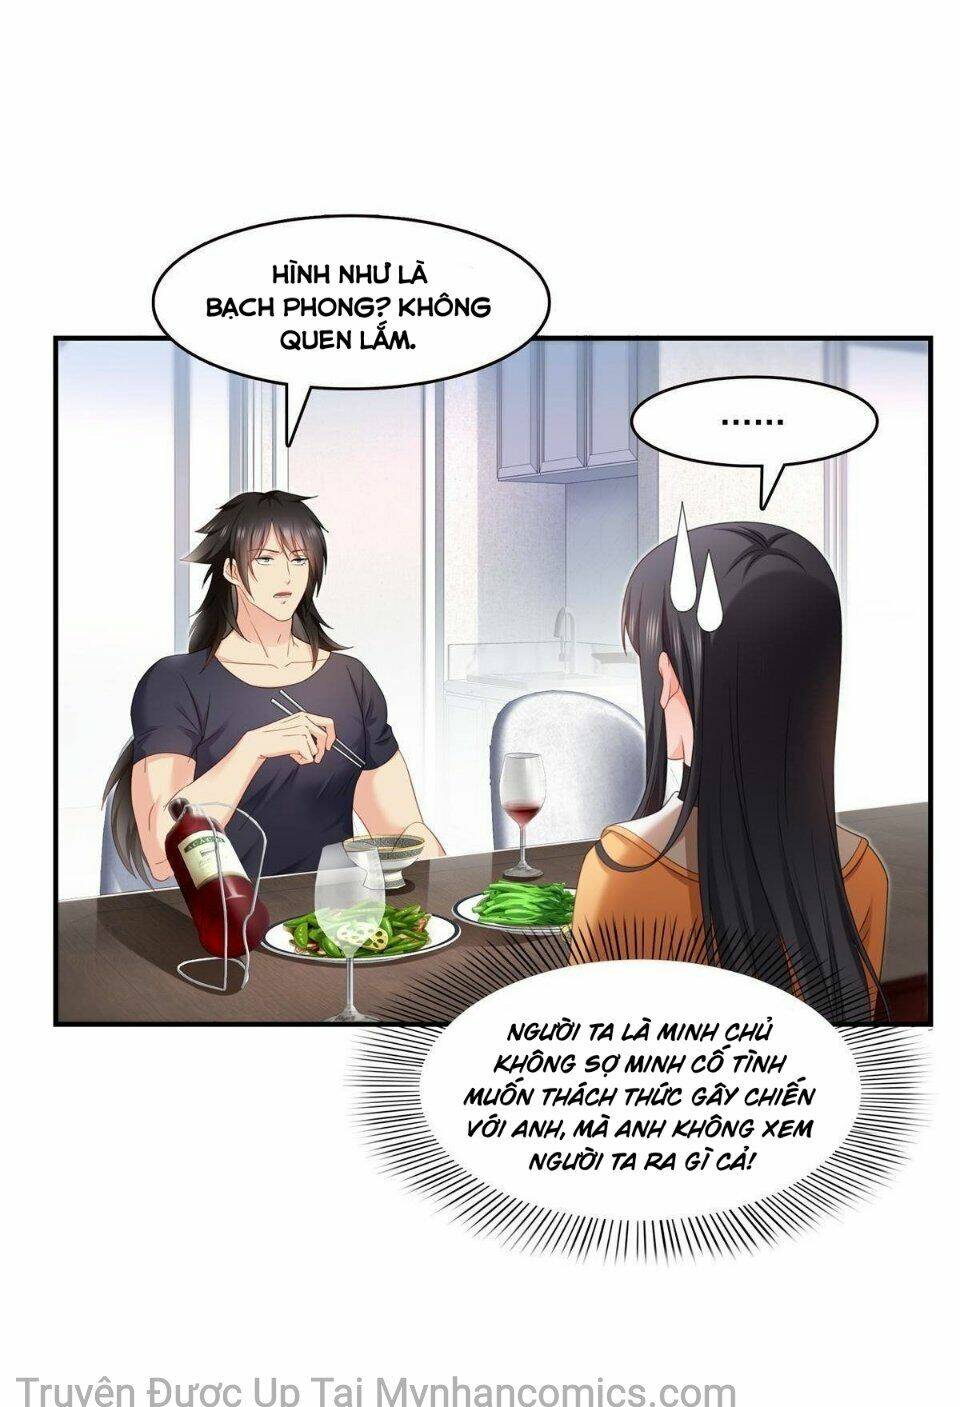 HÌNH NHƯ LÀ
BẠCH PHONG? KHÔNG
QUEN LẮM.
......
NGƯỜI TA LÀ MINH CHỦ
KHÔNG SỢ MINH CỐ TÌNH
MUỐN THÁCH THỨC GÂY CHIẾN
VỚI ANH, MÀ ANH KHÔNG XEM
NGƯỜI TA RA GÌ CẢ!
Truyện Được Up Tại Mynhancomics.com